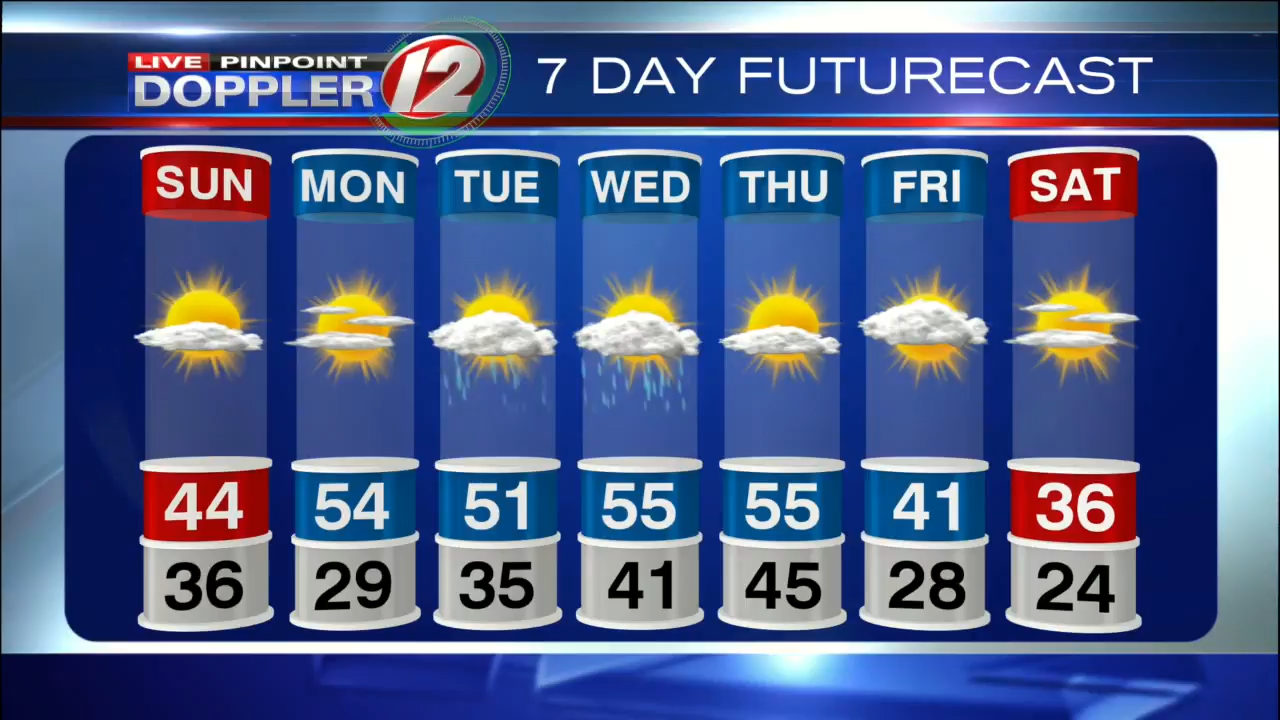 LIVE PINPOINT
DOPPLER 12
7 DAY FUTURECAST
SUN MON TUE WED THU FRI SAT
44 54 51 55 55 41 36
36 29 35 41 45 28 24